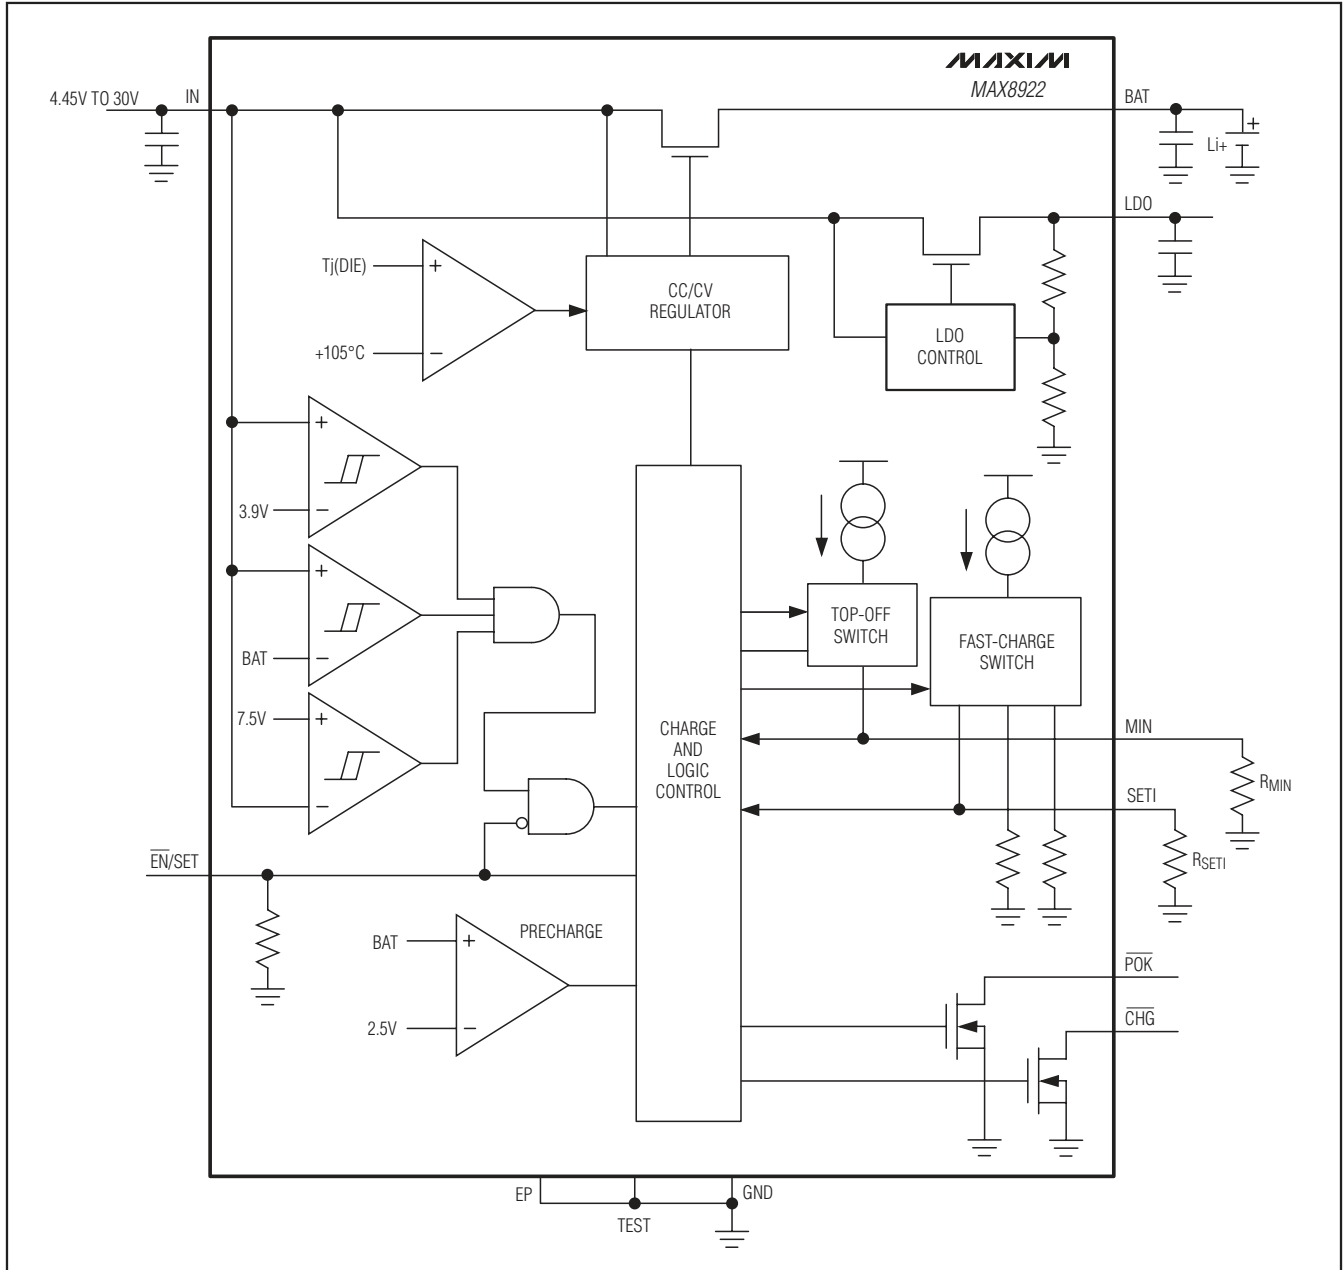 MAXIM
MAX8922
4.45V TO 30V
IN
BAT
+
Li+
LDO
Tj(DIE)
+
+105°C
−
CC/CV
REGULATOR
LDO
CONTROL
+
3.9V
−
+
BAT
−
7.5V
+
−
TOP-OFF
SWITCH
FAST-CHARGE
SWITCH
CHARGE
AND
LOGIC
CONTROL
MIN
RMIN
SETI
RSETI
EN/SET
PRECHARGE
BAT
+
2.5V
−
POK
CHG
EP
TEST
GND